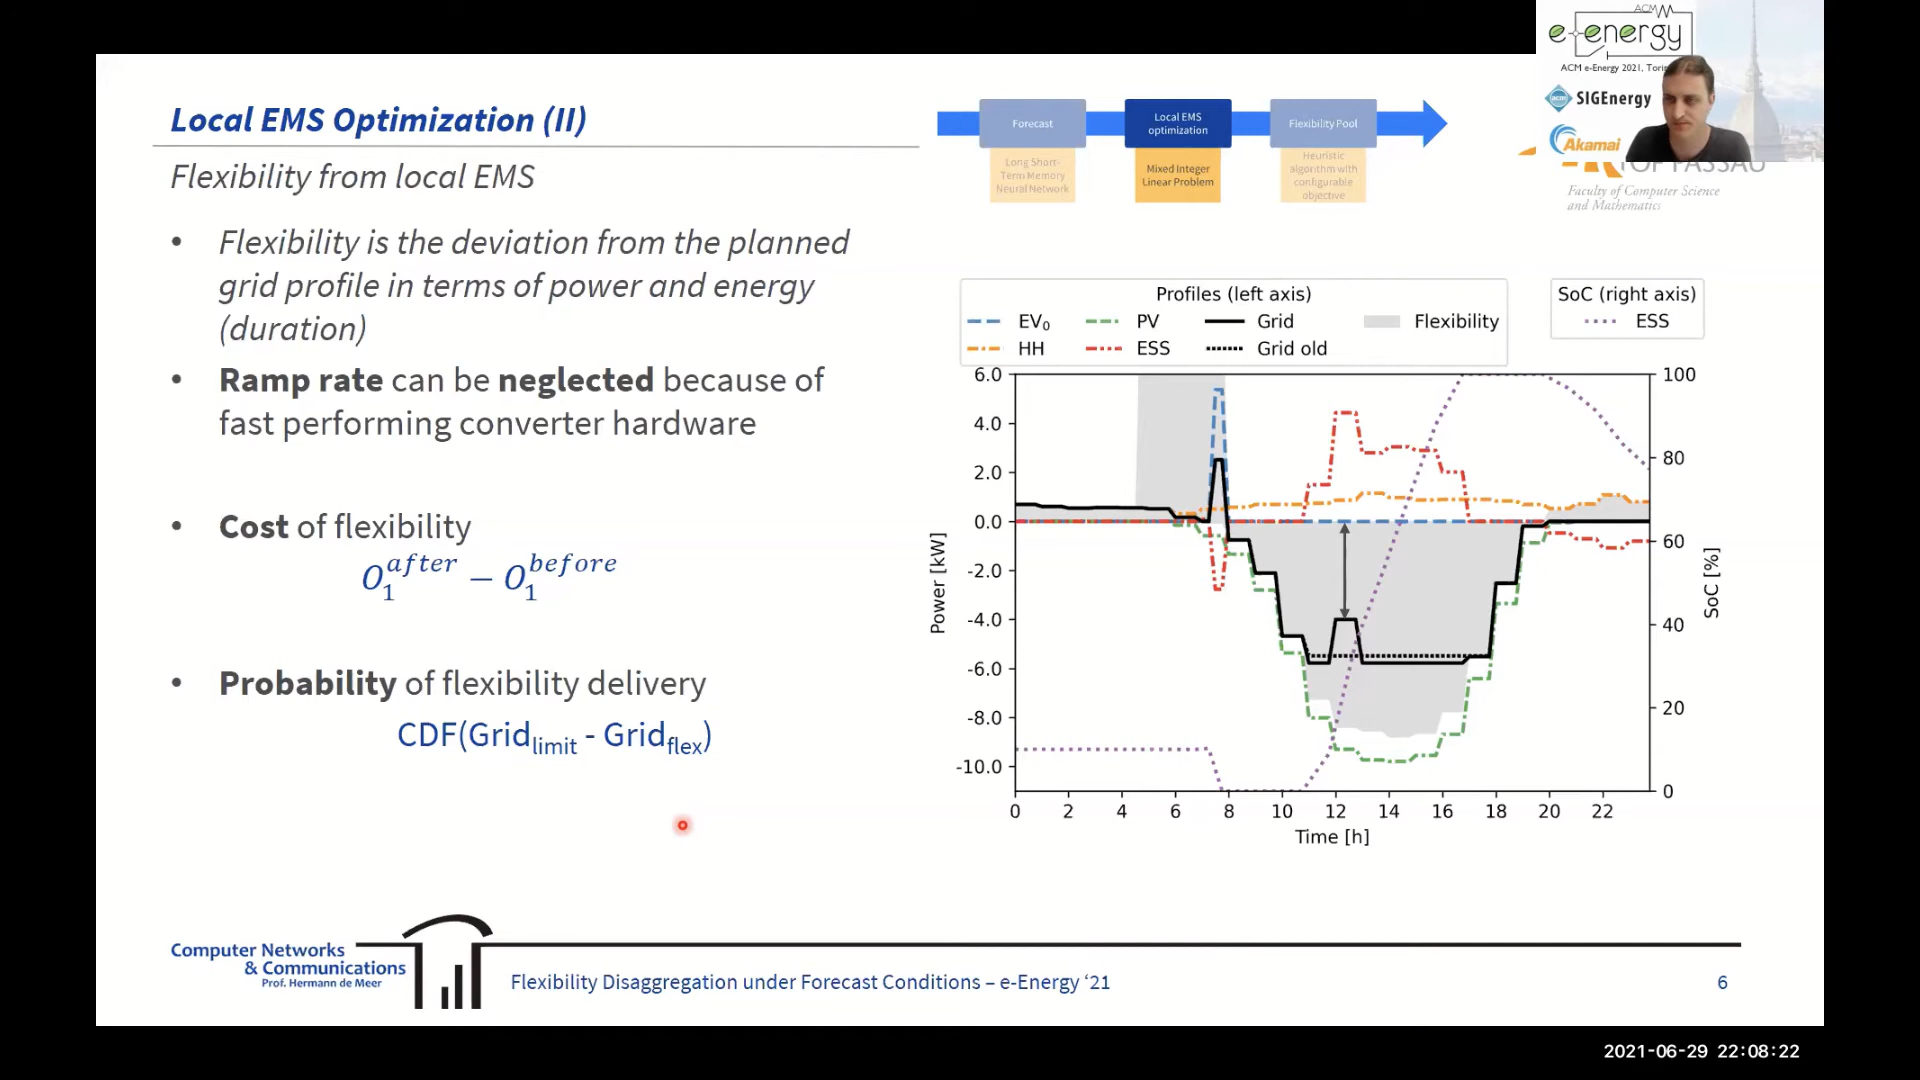 ACM
e-energy
ACM e-Energy 2021,
SIGEnergy
acm
Akamai
OF PASSAU
Faculty of Computer Science
and Mathematics
Local EMS Optimization (II)
Flexibility from local EMS
Forecast
Local EMS
optimization
Flexibility Pool
Long Short-
Term Memory
Neural Network
Mixed Integer
Linear Problem
Heuristic
algorithm with
configurable
objective
• Flexibility is the deviation from the planned
grid profile in terms of power and energy
(duration)
• Ramp rate can be neglected because of
fast performing converter hardware
• Cost of flexibility
O₁ᵃᶠᵗᵉʳ – O₁ᵇᵉᶠᵒʳᵉ
• Probability of flexibility delivery
CDF(Gridlimit - Gridflex)
Profiles (left axis)
EV₀ PV Grid Flexibility
HH ESS Grid old
SoC (right axis)
ESS
6.0
4.0
2.0
0.0
-2.0
-4.0
-6.0
-8.0
-10.0
Power [kW]
100
80
60
40
20
0
SoC [%]
0 2 4 6 8 10 12 14 16 18 20 22
Time [h]
Computer Networks
& Communications
Prof. Hermann de Meer
Flexibility Disaggregation under Forecast Conditions – e-Energy ‘21
6
2021-06-29 22:08:22